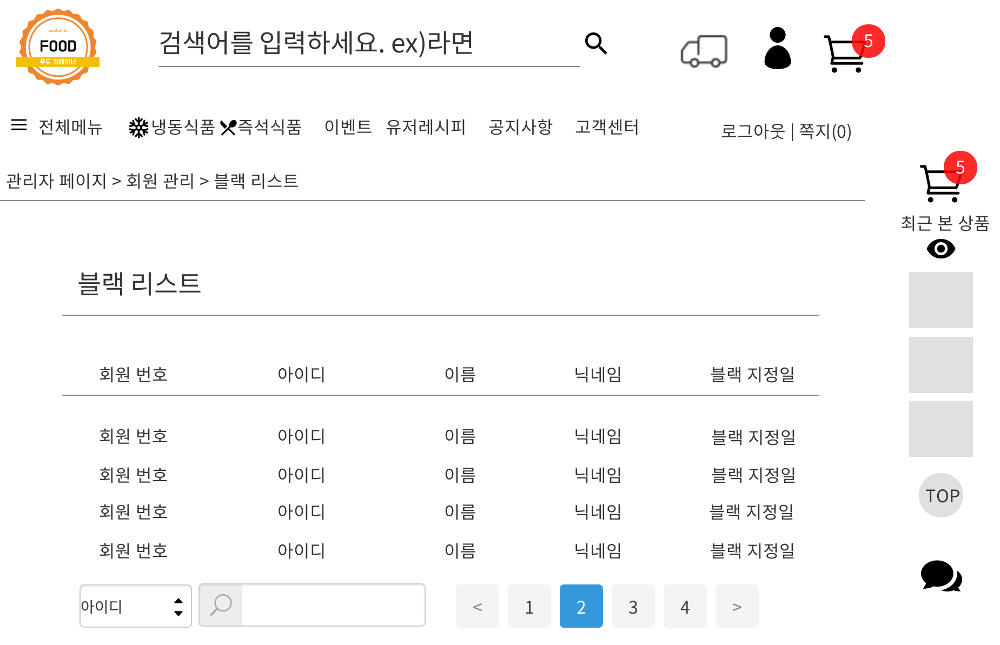 container
FOOD
푸드 컨테이너
검색어를 입력하세요. ex)라면
5
전체메뉴 냉동식품 즉석식품 이벤트 유저레시피 공지사항 고객센터
로그아웃 | 쪽지(0)
관리자 페이지 > 회원 관리 > 블랙 리스트
5
최근 본 상품
블랙 리스트
회원 번호 아이디 이름 닉네임 블랙 지정일
회원 번호 아이디 이름 닉네임 블랙 지정일
회원 번호 아이디 이름 닉네임 블랙 지정일
회원 번호 아이디 이름 닉네임 블랙 지정일
회원 번호 아이디 이름 닉네임 블랙 지정일
TOP
아이디
< 1 2 3 4 >